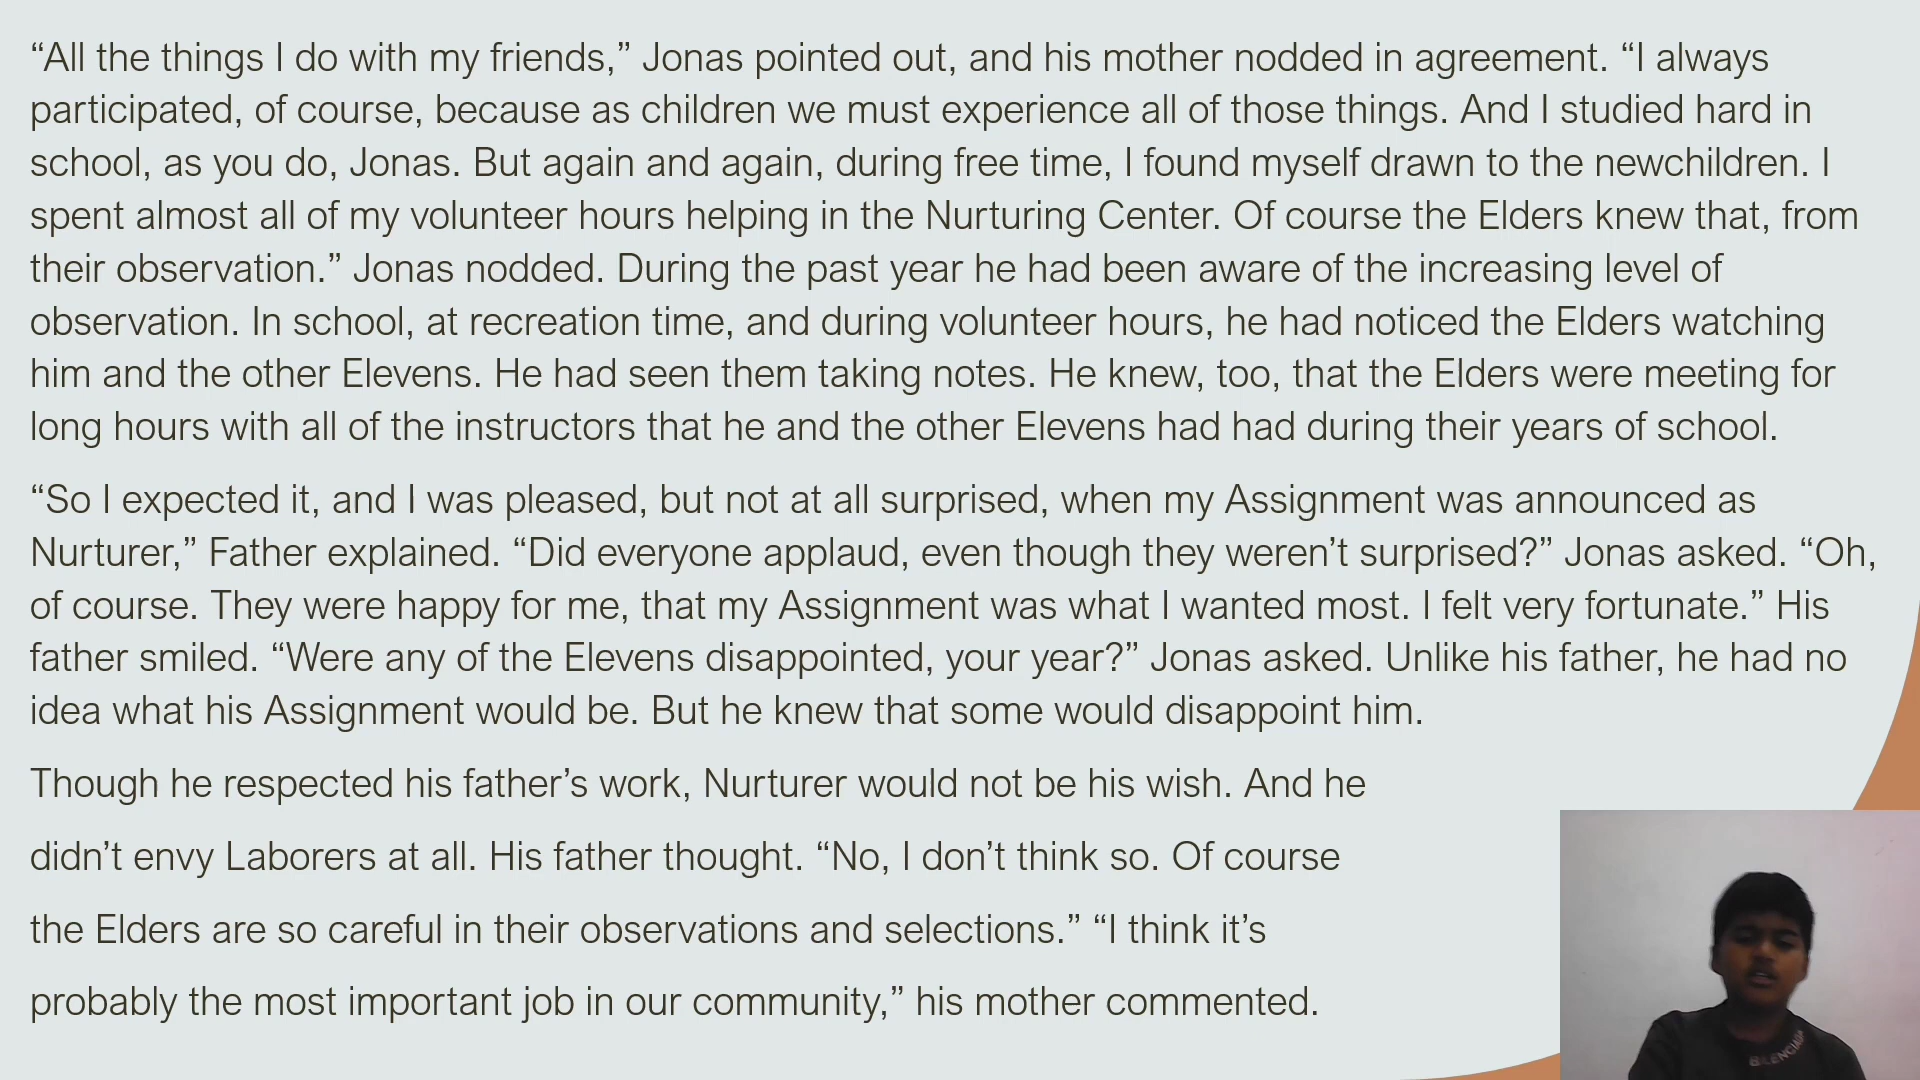 “All the things I do with my friends,” Jonas pointed out, and his mother nodded in agreement. “I always
participated, of course, because as children we must experience all of those things. And I studied hard in
school, as you do, Jonas. But again and again, during free time, I found myself drawn to the newchildren. I
spent almost all of my volunteer hours helping in the Nurturing Center. Of course the Elders knew that, from
their observation.” Jonas nodded. During the past year he had been aware of the increasing level of
observation. In school, at recreation time, and during volunteer hours, he had noticed the Elders watching
him and the other Elevens. He had seen them taking notes. He knew, too, that the Elders were meeting for
long hours with all of the instructors that he and the other Elevens had had during their years of school.
“So I expected it, and I was pleased, but not at all surprised, when my Assignment was announced as
Nurturer,” Father explained. “Did everyone applaud, even though they weren’t surprised?” Jonas asked. “Oh,
of course. They were happy for me, that my Assignment was what I wanted most. I felt very fortunate.” His
father smiled. “Were any of the Elevens disappointed, your year?” Jonas asked. Unlike his father, he had no
idea what his Assignment would be. But he knew that some would disappoint him.
Though he respected his father’s work, Nurturer would not be his wish. And he
didn’t envy Laborers at all. His father thought. “No, I don’t think so. Of course
the Elders are so careful in their observations and selections.” “I think it’s
probably the most important job in our community,” his mother commented.